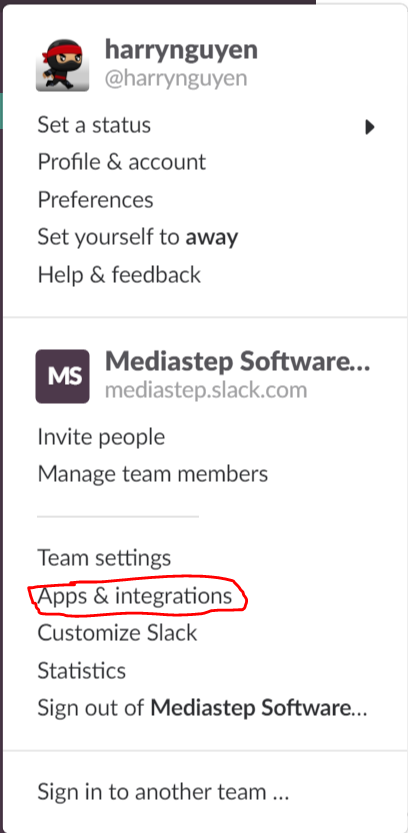 harrynguyen
@harrynguyen
Set a status
Profile & account
Preferences
Set yourself to away
Help & feedback
MS
Mediastep Software...
mediastep.slack.com
Invite people
Manage team members
Team settings
Apps & integrations
Customize Slack
Statistics
Sign out of Mediastep Software...
Sign in to another team ...